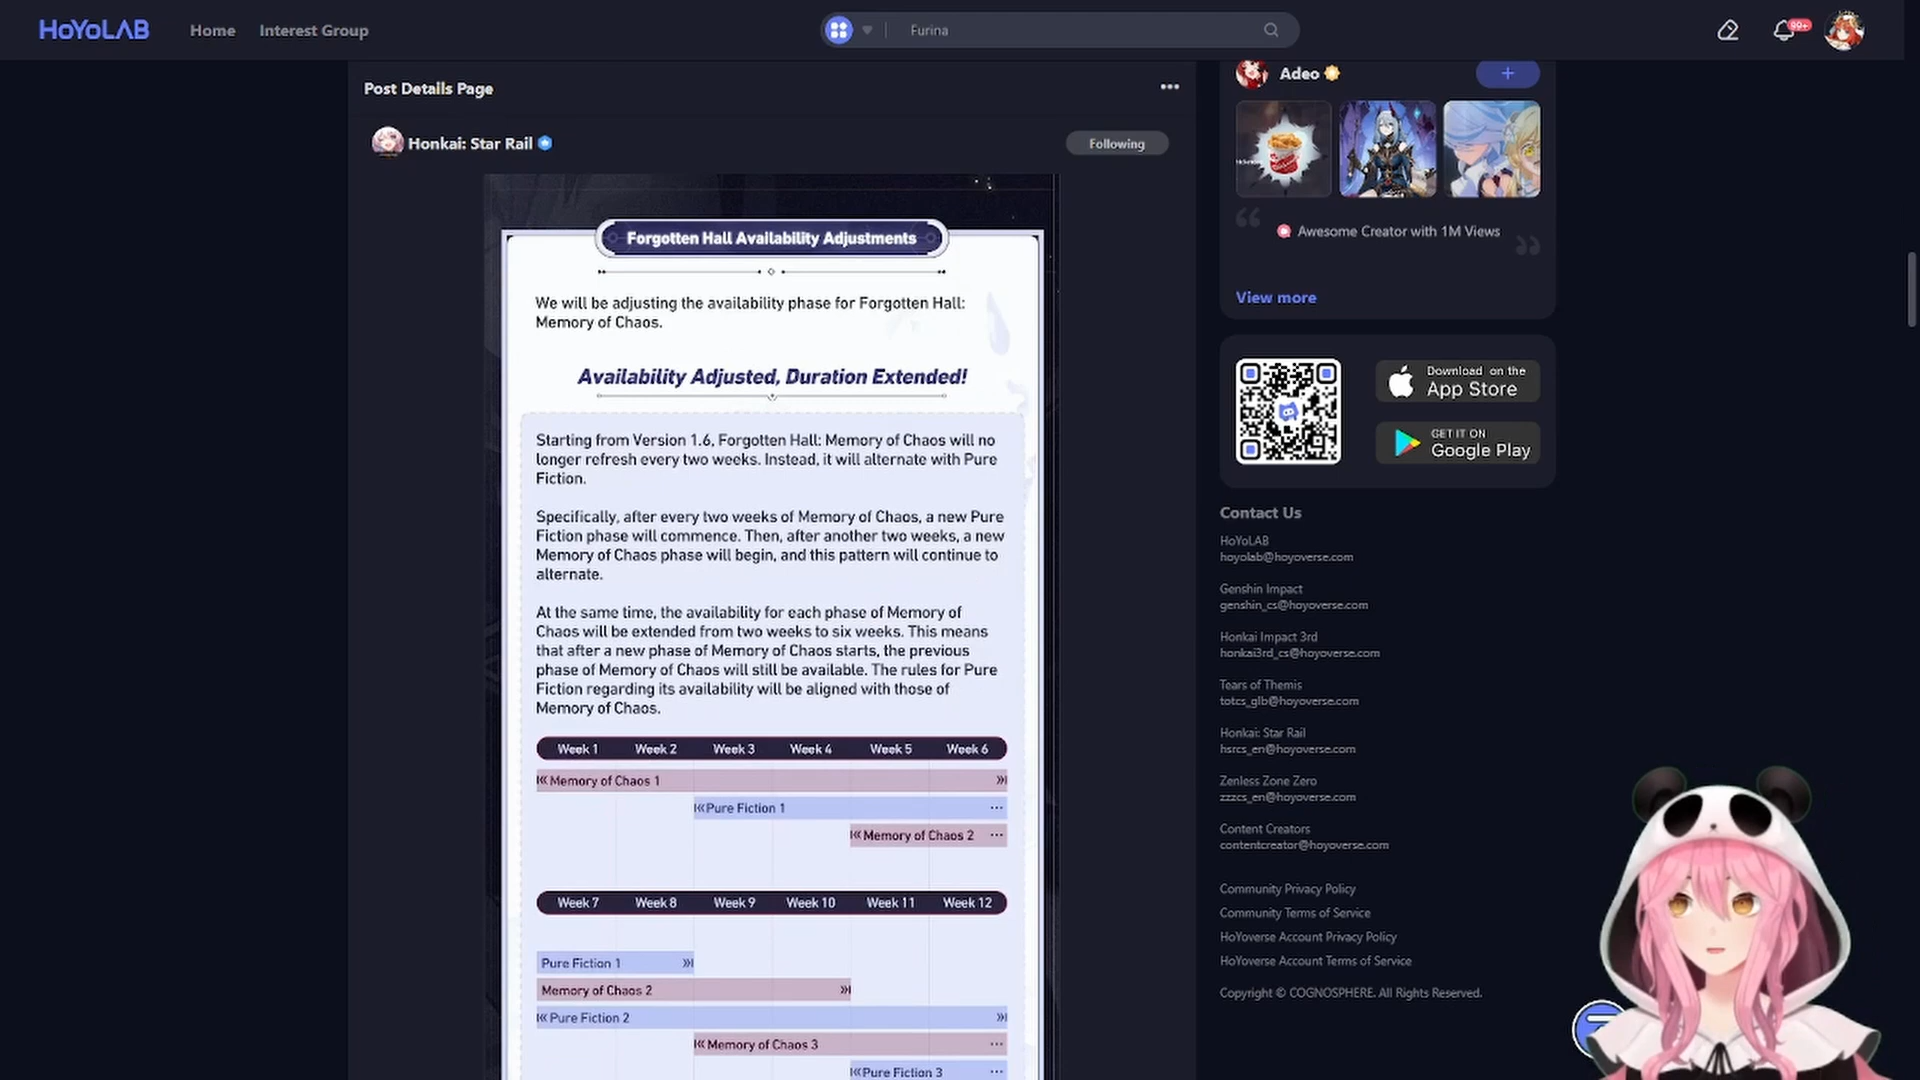 HoYoLAB
Home
Interest Group
Furina
99+
Post Details Page
Honkai: Star Rail
Following
Forgotten Hall Availability Adjustments
We will be adjusting the availability phase for Forgotten Hall:
Memory of Chaos.
Availability Adjusted, Duration Extended!
Starting from Version 1.6, Forgotten Hall: Memory of Chaos will no
longer refresh every two weeks. Instead, it will alternate with Pure
Fiction.
Specifically, after every two weeks of Memory of Chaos, a new Pure
Fiction phase will commence. Then, after another two weeks, a new
Memory of Chaos phase will begin, and this pattern will continue to
alternate.
At the same time, the availability for each phase of Memory of
Chaos will be extended from two weeks to six weeks. This means
that after a new phase of Memory of Chaos starts, the previous
phase of Memory of Chaos will still be available. The rules for Pure
Fiction regarding its availability will be aligned with those of
Memory of Chaos.
Week 1 Week 2 Week 3 Week 4 Week 5 Week 6
Memory of Chaos 1
Pure Fiction 1
Memory of Chaos 2
Week 7 Week 8 Week 9 Week 10 Week 11 Week 12
Pure Fiction 1
Memory of Chaos 2
Pure Fiction 2
Memory of Chaos 3
Pure Fiction 3
Adeo
Awesome Creator with 1M Views
View more
Download on the
App Store
GET IT ON
Google Play
Contact Us
HoYoLAB
hoyolab@hoyoverse.com
Genshin Impact
genshin_cs@hoyoverse.com
Honkai Impact 3rd
honkai3rd_cs@hoyoverse.com
Tears of Themis
totcs_glb@hoyoverse.com
Honkai: Star Rail
hsrcs_en@hoyoverse.com
Zenless Zone Zero
zzzcs_en@hoyoverse.com
Content Creators
contentcreator@hoyoverse.com
Community Privacy Policy
Community Terms of Service
HoYoverse Account Privacy Policy
HoYoverse Account Terms of Service
Copyright © COGNOSPHERE. All Rights Reserved.